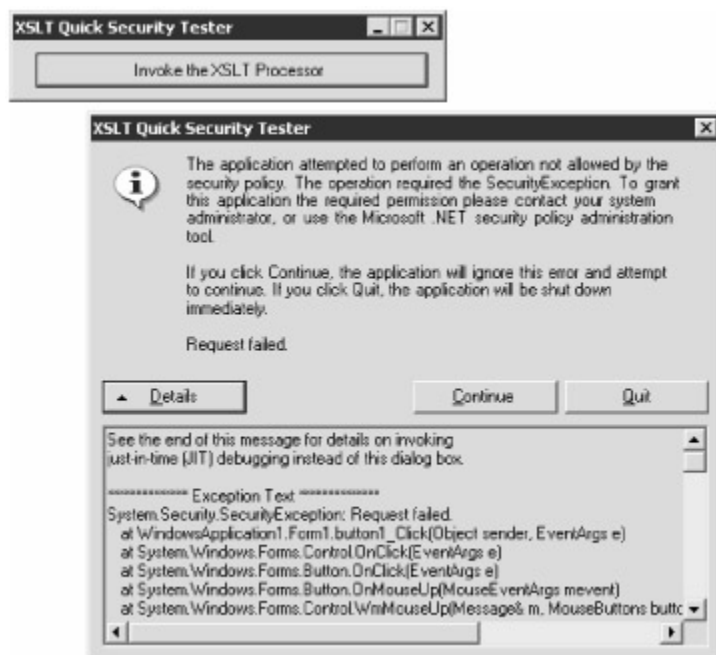 XSLT Quick Security Tester
Invoke the XSLT Processor
XSLT Quick Security Tester
The application attempted to perform an operation not allowed by the
security policy. The operation required the SecurityException. To grant
this application the required permission please contact your system
administrator, or use the Microsoft .NET security policy administration
tool.
If you click Continue, the application will ignore this error and attempt
to continue. If you click Quit, the application will be shut down
immediately.
Request failed.
Details
Continue
Quit
See the end of this message for details on invoking
just-in-time (JIT) debugging instead of this dialog box.
************** Exception Text **************
System.Security.SecurityException: Request failed.
at WindowsApplication1.Form1.button1_Click(Object sender, EventArgs e)
at System.Windows.Forms.Control.OnClick(EventArgs e)
at System.Windows.Forms.Button.OnClick(EventArgs e)
at System.Windows.Forms.Button.OnMouseUp(MouseEventArgs mevent)
at System.Windows.Forms.Control.WmMouseUp(Message& m, MouseButtons buttc